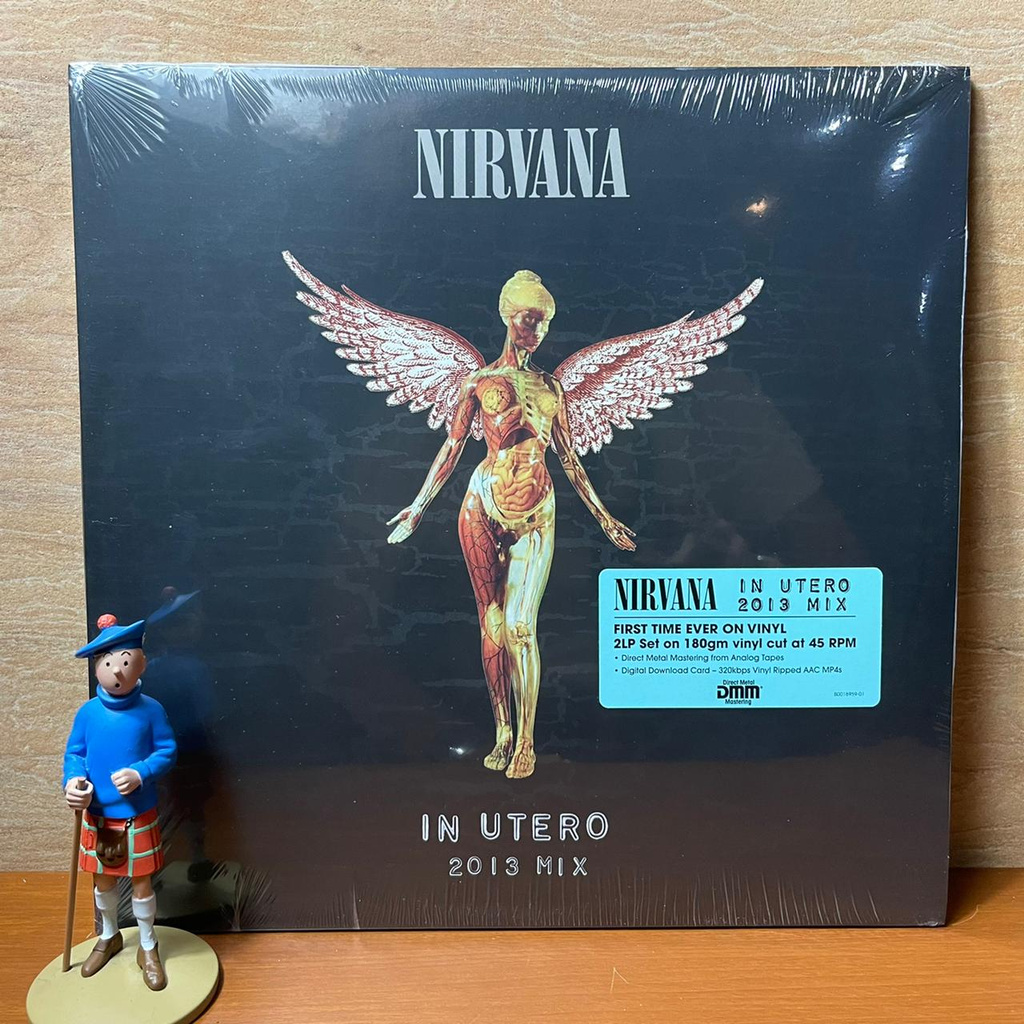 NIRVANA
NIRVANA IN UTERO
2013 MIX
FIRST TIME EVER ON VINYL
2LP Set on 180gm vinyl cut at 45 RPM
• Direct Metal Mastering from Analog Tapes
• Digital Download Card – 320kbps Vinyl Ripped AAC MP4s
Direct Metal
DMM
Mastering
B0018959-01
IN UTERO
2013 MIX